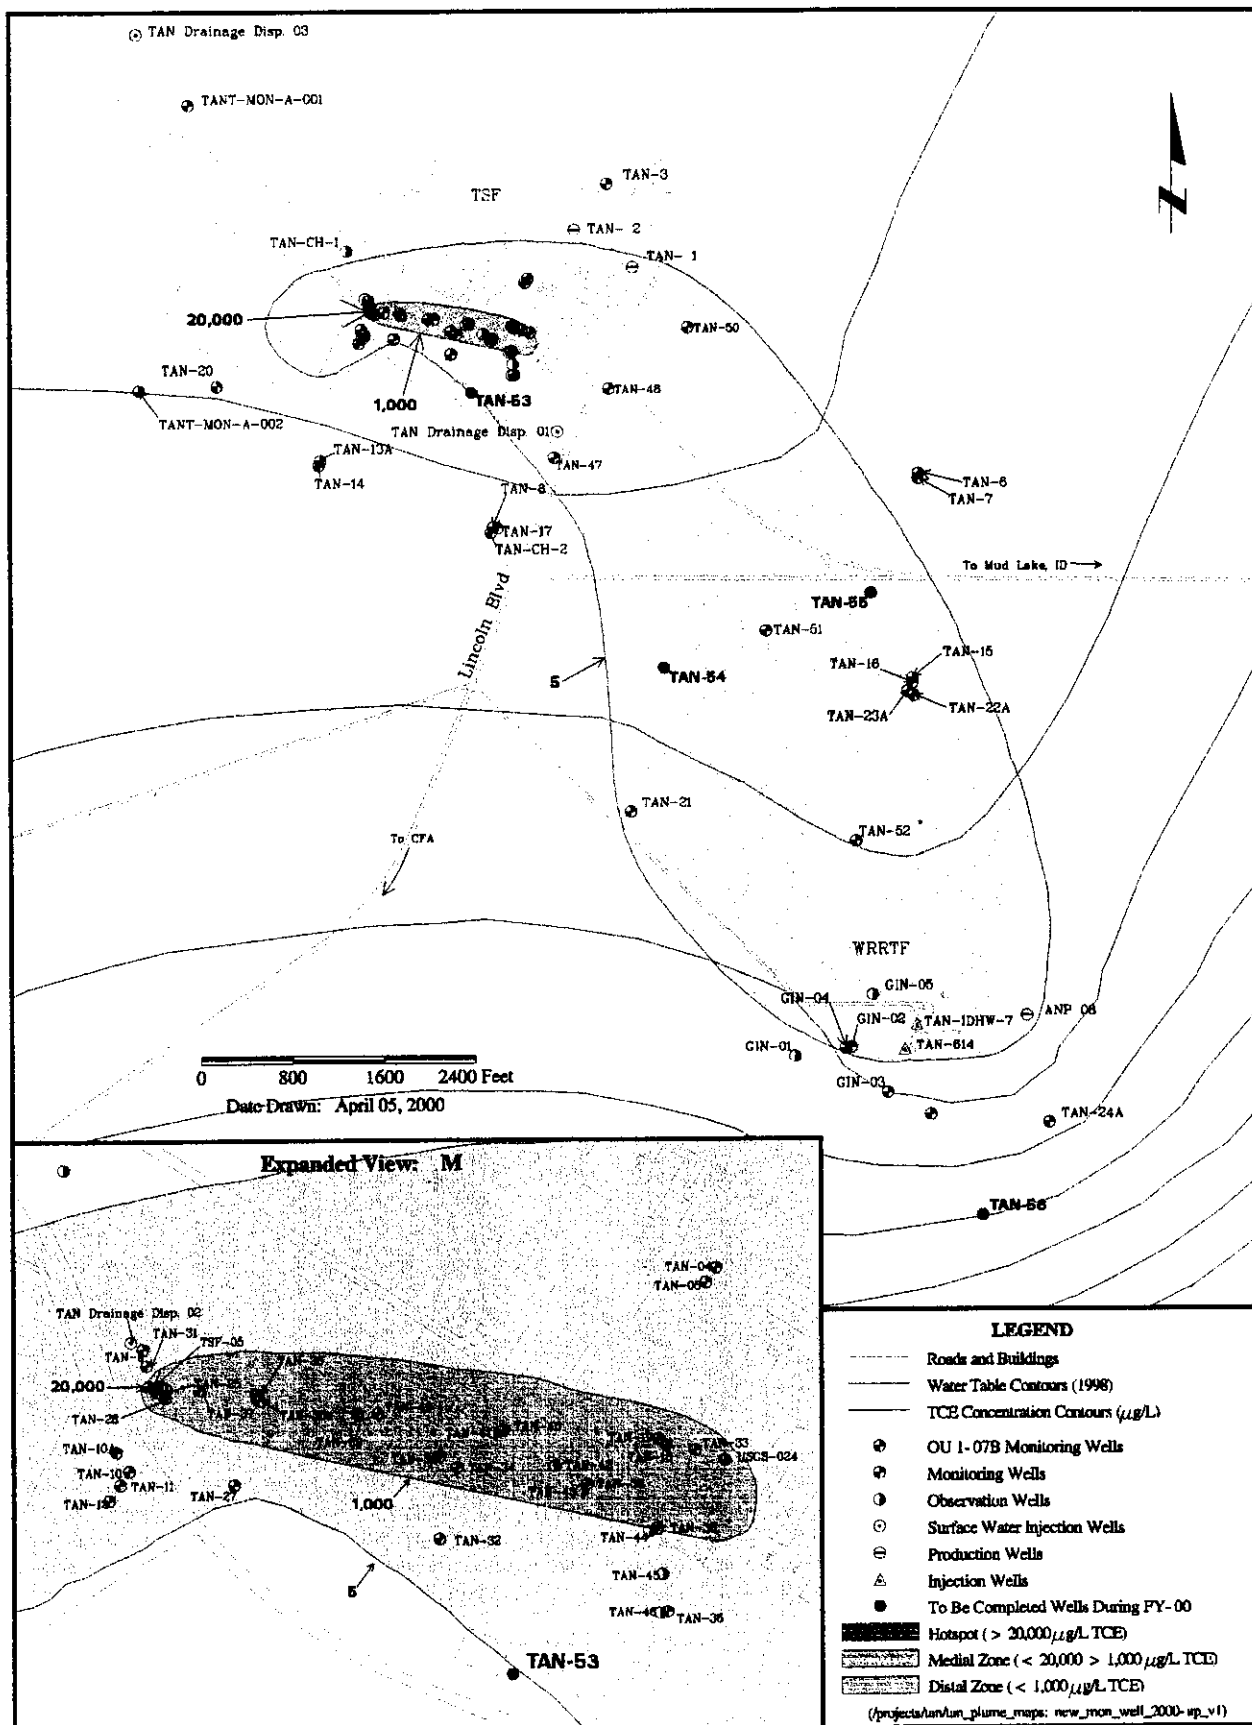 TAN Drainage Disp. 03
TANT-MON-A-001
TSF
TAN-3
TAN- 2
TAN-CH-1
TAN- 1
20,000
TAN-50
TAN-20
1,000
TAN-53
TAN-48
TANT-MON-A-002
TAN Drainage Disp. 01
TAN-13A
TAN-47
TAN-14
TAN-8
TAN-6
TAN-7
TAN-17
TAN-CH-2
To Mud Lake, ID
Lincoln Blvd
TAN-55
TAN-51
TAN-15
TAN-16
5
TAN-54
TAN-22A
TAN-23A
TAN-21
TAN-52
To CFA
WRRTF
GIN-05
GIN-04
GIN-02
TAN-1DHW-7
ANP 08
GIN-01
TAN-614
GIN-03
0 800 1600 2400 Feet
Date Drawn: April 05, 2000
TAN-24A
TAN-56
Expanded View: M
TAN-04
TAN-05
TAN Drainage Disp. 02
TAN-31
TSF-05
20,000
TAN-26
TAN-33
USGS-024
TAN-10A
TAN-10
TAN-11
TAN-27
1,000
TAN-32
TAN-44
TAN-45
TAN-46
TAN-36
5
TAN-53
LEGEND
Roads and Buildings
Water Table Contours (1998)
TCE Concentration Contours (µg/L)
OU 1-07B Monitoring Wells
Monitoring Wells
Observation Wells
Surface Water Injection Wells
Production Wells
Injection Wells
To Be Completed Wells During FY-00
Hotspot ( > 20,000 µg/L TCE)
Medial Zone ( < 20,000 > 1,000 µg/L TCE)
Distal Zone ( < 1,000 µg/L TCE)
(/projects/tan/tan_plume_maps: new_mon_well_2000-wp_v1)